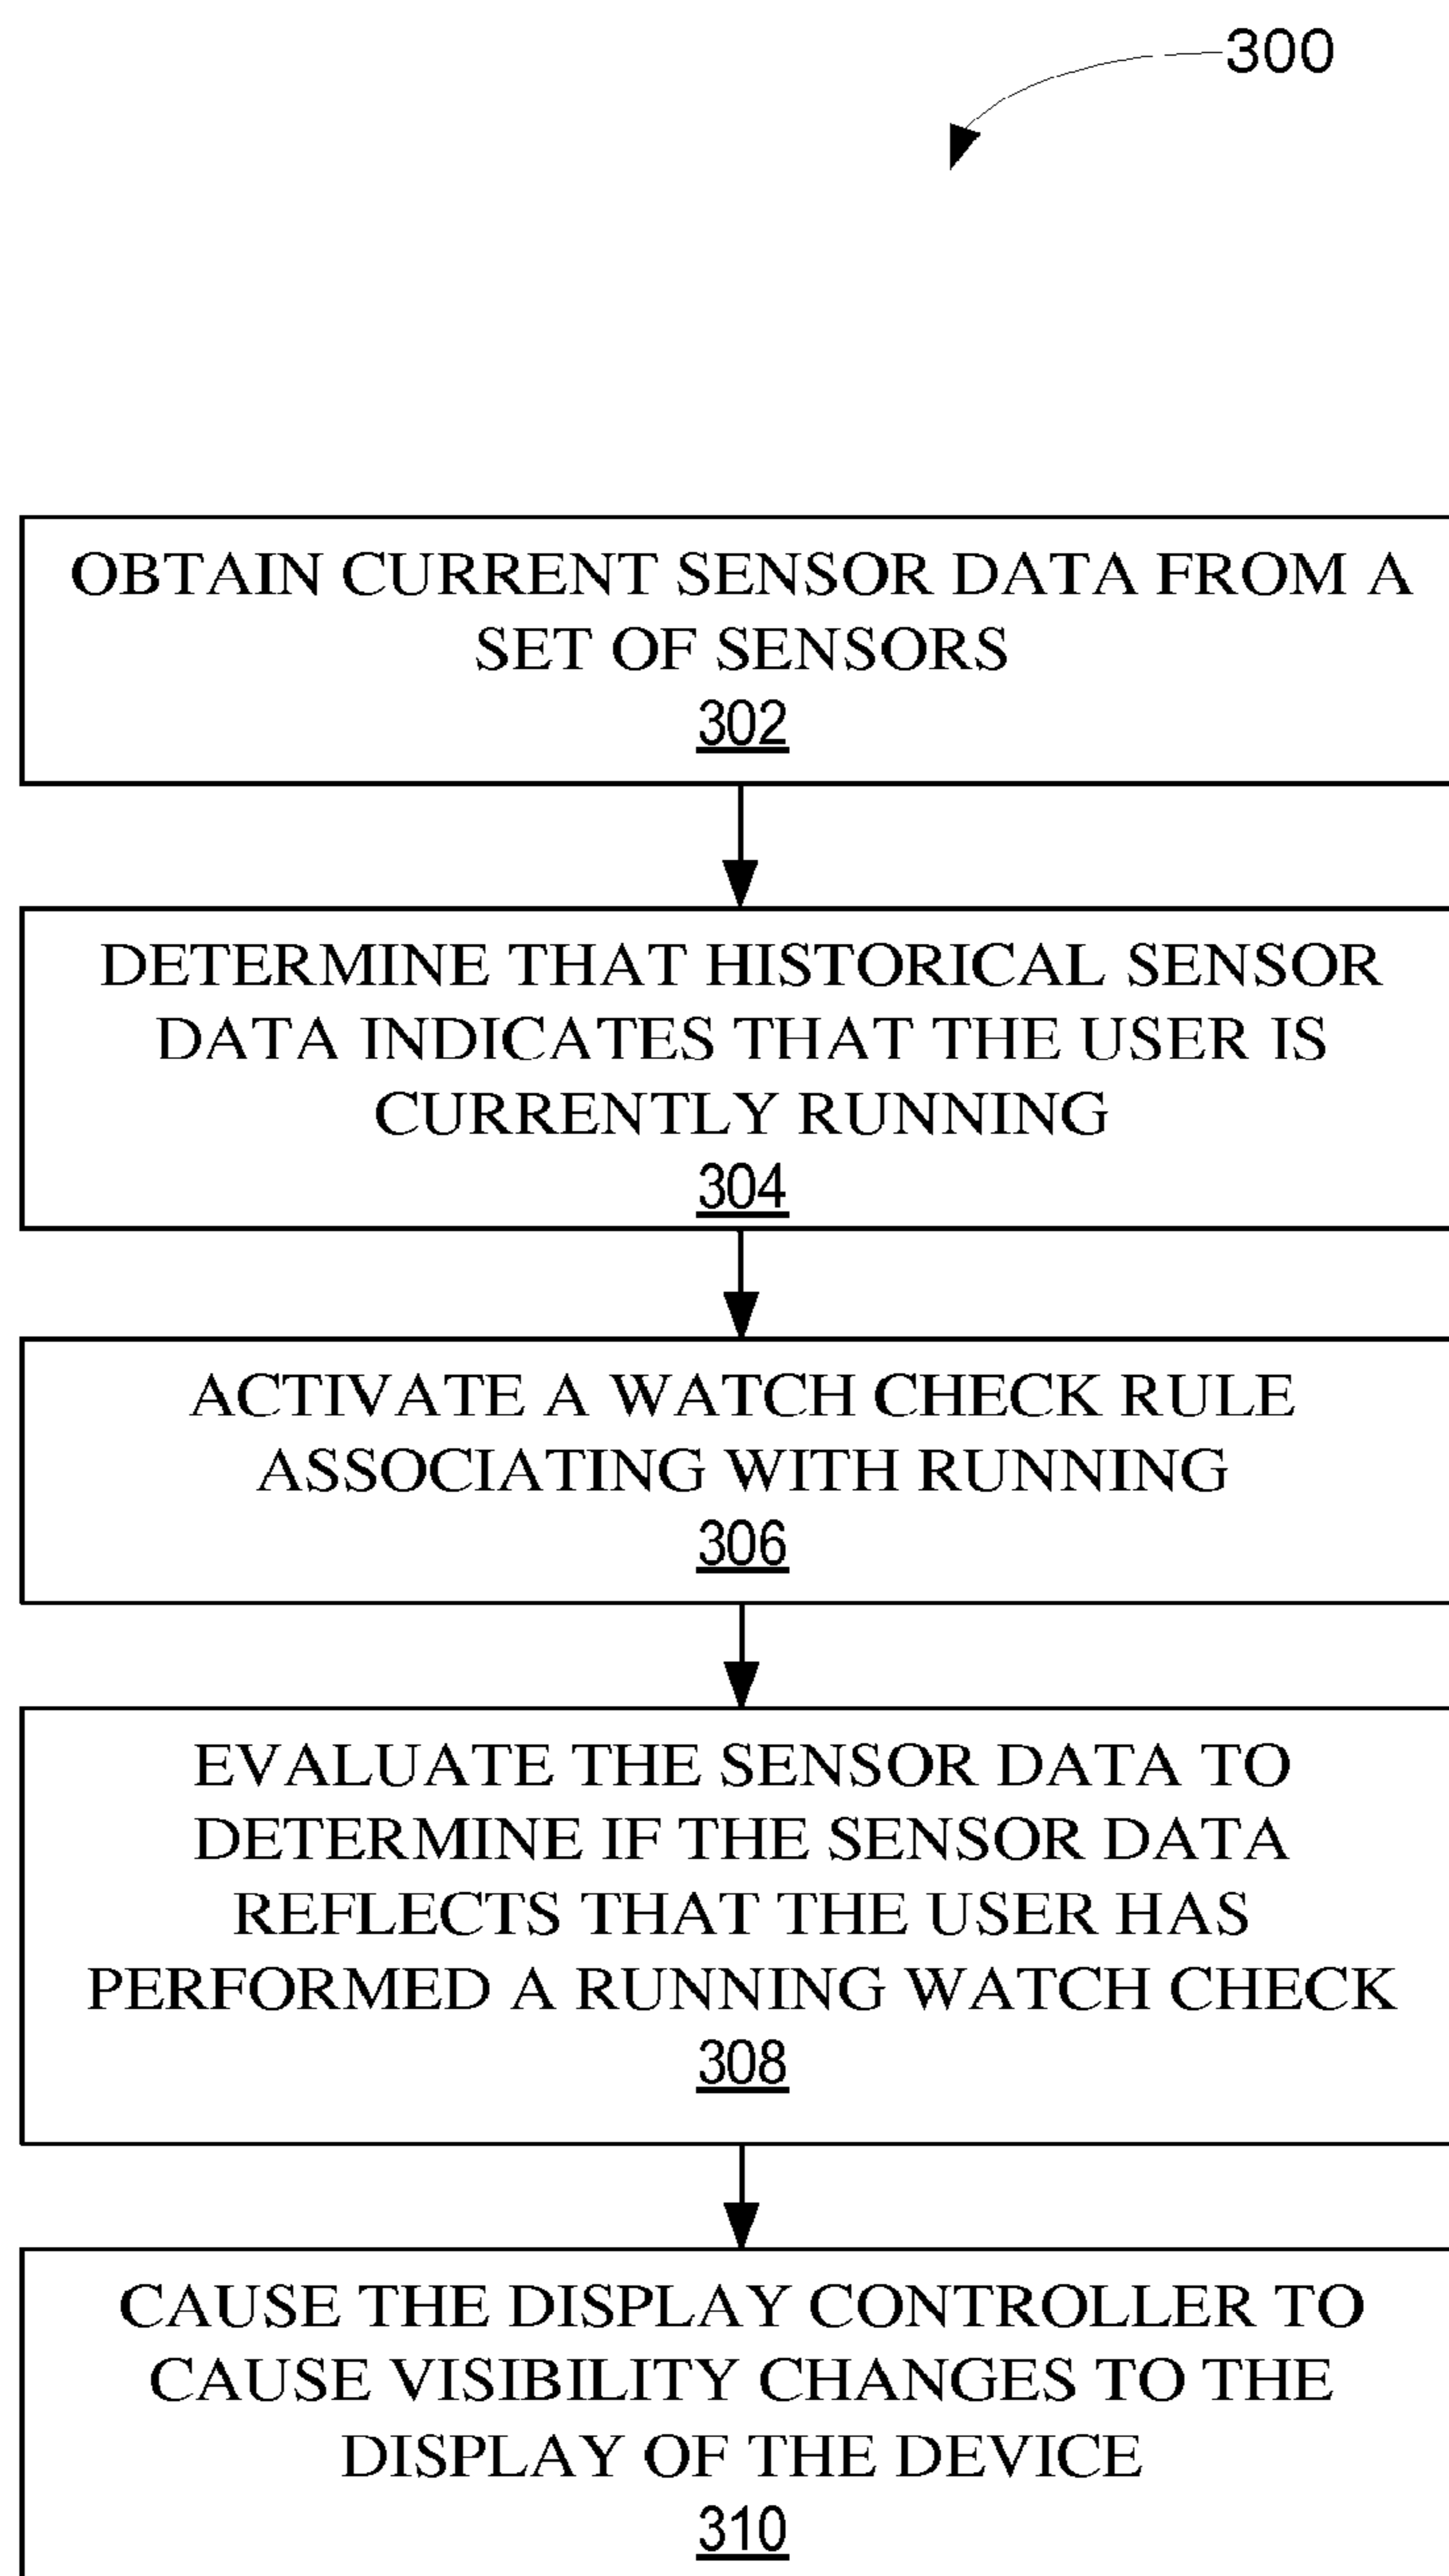 300
OBTAIN CURRENT SENSOR DATA FROM A
SET OF SENSORS
302
DETERMINE THAT HISTORICAL SENSOR
DATA INDICATES THAT THE USER IS
CURRENTLY RUNNING
304
ACTIVATE A WATCH CHECK RULE
ASSOCIATING WITH RUNNING
306
EVALUATE THE SENSOR DATA TO
DETERMINE IF THE SENSOR DATA
REFLECTS THAT THE USER HAS
PERFORMED A RUNNING WATCH CHECK
308
CAUSE THE DISPLAY CONTROLLER TO
CAUSE VISIBILITY CHANGES TO THE
DISPLAY OF THE DEVICE
310